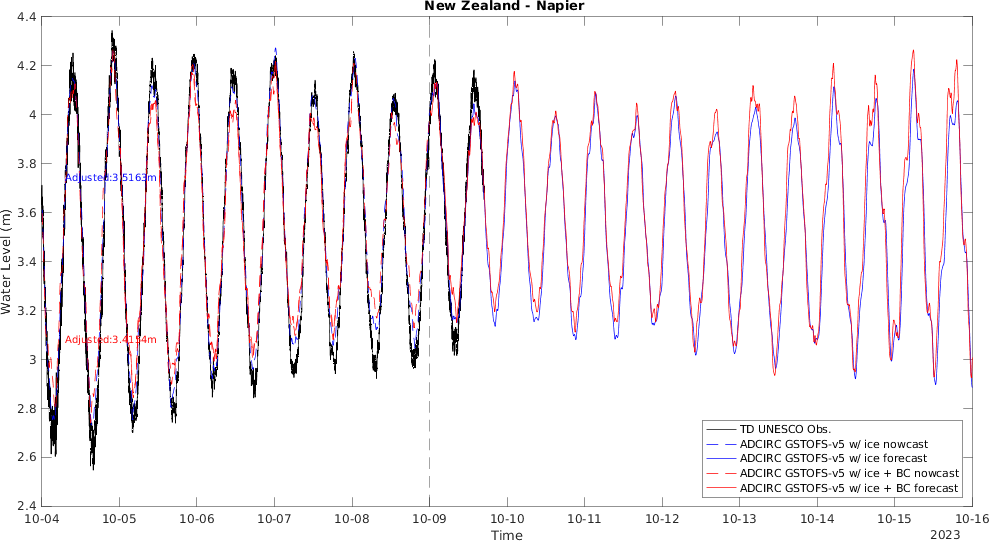 New Zealand - Napier
4.4
4.2
4
3.8
3.6
3.4
3.2
3
2.8
2.6
2.4
Water Level (m)
Adjusted:3.5163m
Adjusted:3.4154m
TD UNESCO Obs.
ADCIRC GSTOFS-v5 w/ ice nowcast
ADCIRC GSTOFS-v5 w/ ice forecast
ADCIRC GSTOFS-v5 w/ ice + BC nowcast
ADCIRC GSTOFS-v5 w/ ice + BC forecast
10-04 10-05 10-06 10-07 10-08 10-09 10-10 10-11 10-12 10-13 10-14 10-15 10-16
Time
2023